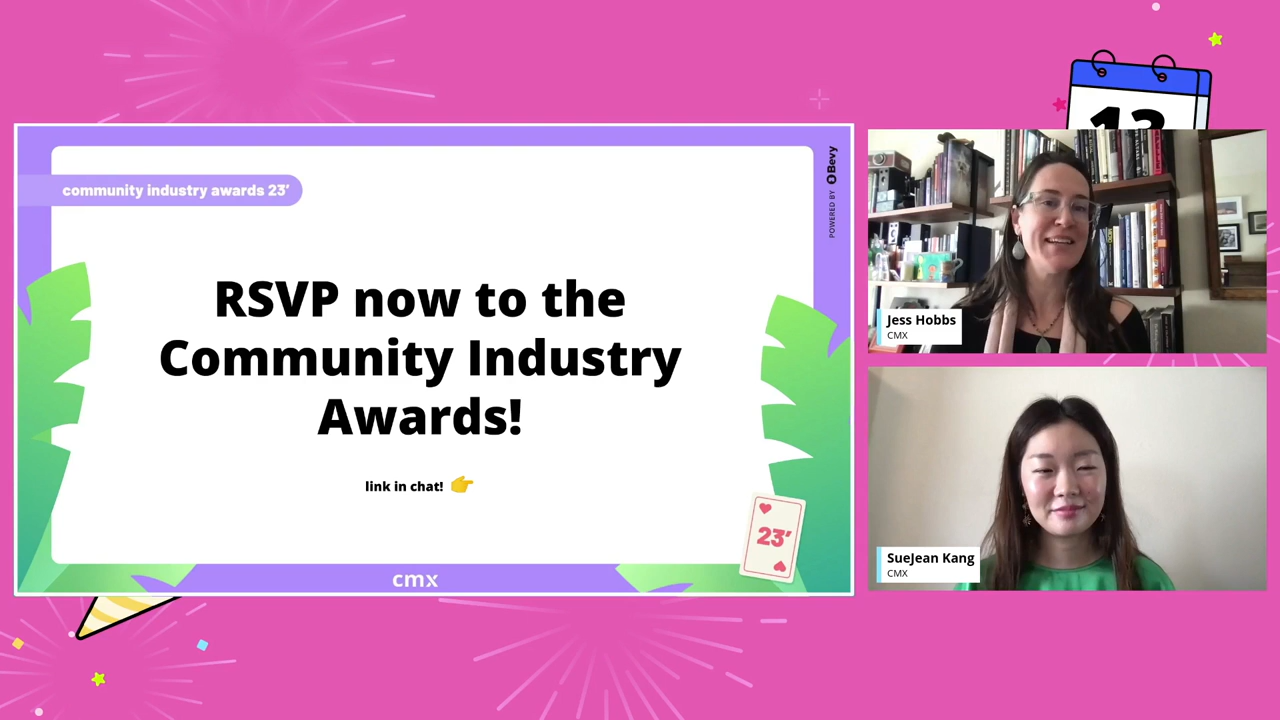 community industry awards 23’
POWERED BY Bevy
RSVP now to the
Community Industry
Awards!
link in chat!
23’
cmx
Jess Hobbs
CMX
SueJean Kang
CMX